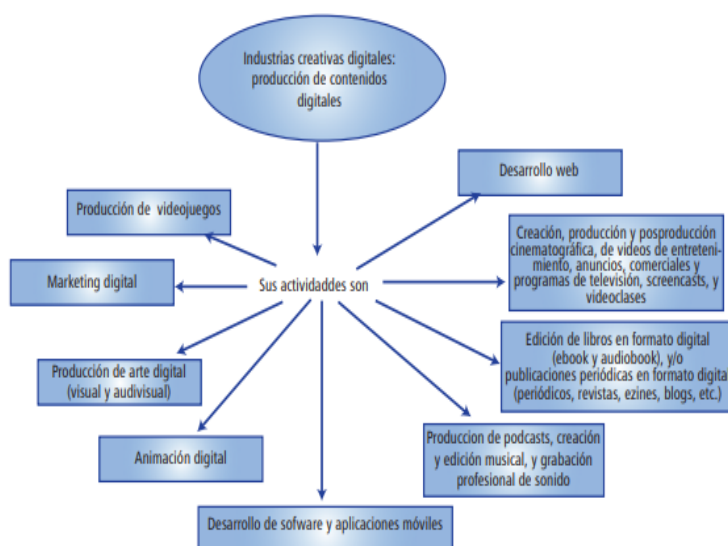 Industrias creativas digitales:
producción de contenidos
digitales
Desarrollo web
Producción de videojuegos
Creación, producción y posproducción
cinematográfica, de videos de entreteni-
miento, anuncios, comerciales y
programas de televisión, screencasts, y
videoclases
Marketing digital
Sus actividaddes son
Edición de libros en formato digital
(ebook y audiobook), y/o
publicaciones periódicas en formato digital
(periódicos, revistas, ezines, blogs, etc.)
Producción de arte digital
(visual y audivisual)
Produccion de podcasts, creación
y edición musical, y grabación
profesional de sonido
Animación digital
Desarrollo de sofware y aplicaciones móviles